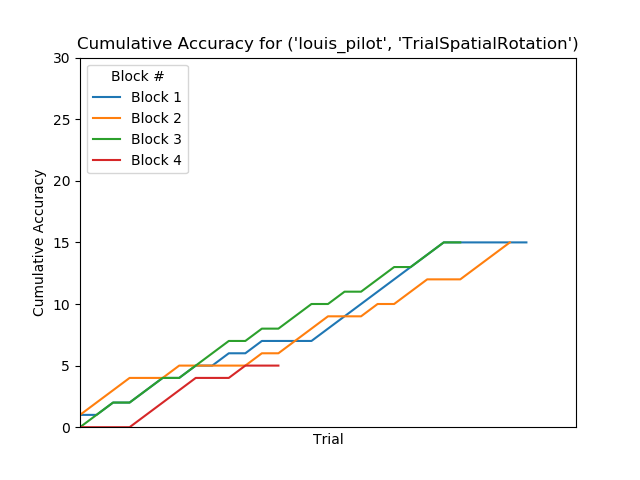 Cumulative Accuracy for ('louis_pilot', 'TrialSpatialRotation')
30
25
20
15
10
5
0
Cumulative Accuracy
Block #
Block 1
Block 2
Block 3
Block 4
Trial